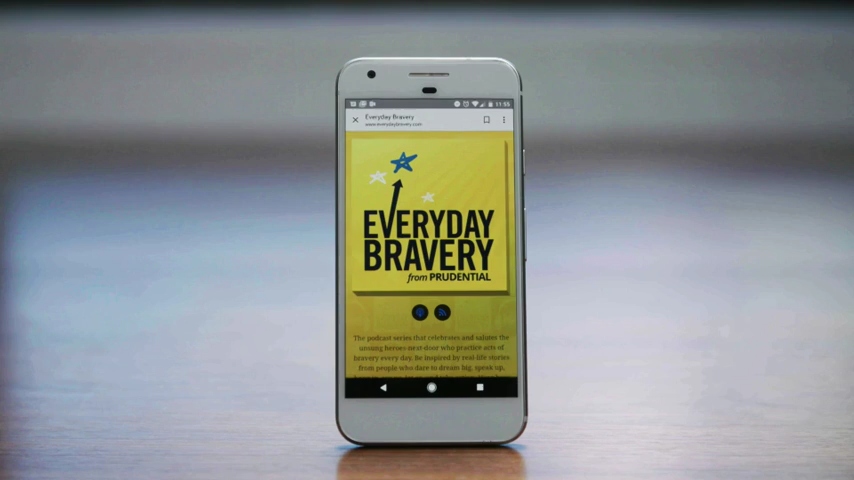 11:55
Everyday Bravery
www.everydaybravery.com
EVERYDAY
BRAVERY
from PRUDENTIAL
The podcast series that celebrates and salutes the
unsung heroes-next-door who practice acts of
bravery every day. Be inspired by real-life stories
from people who dare to dream big, speak up,